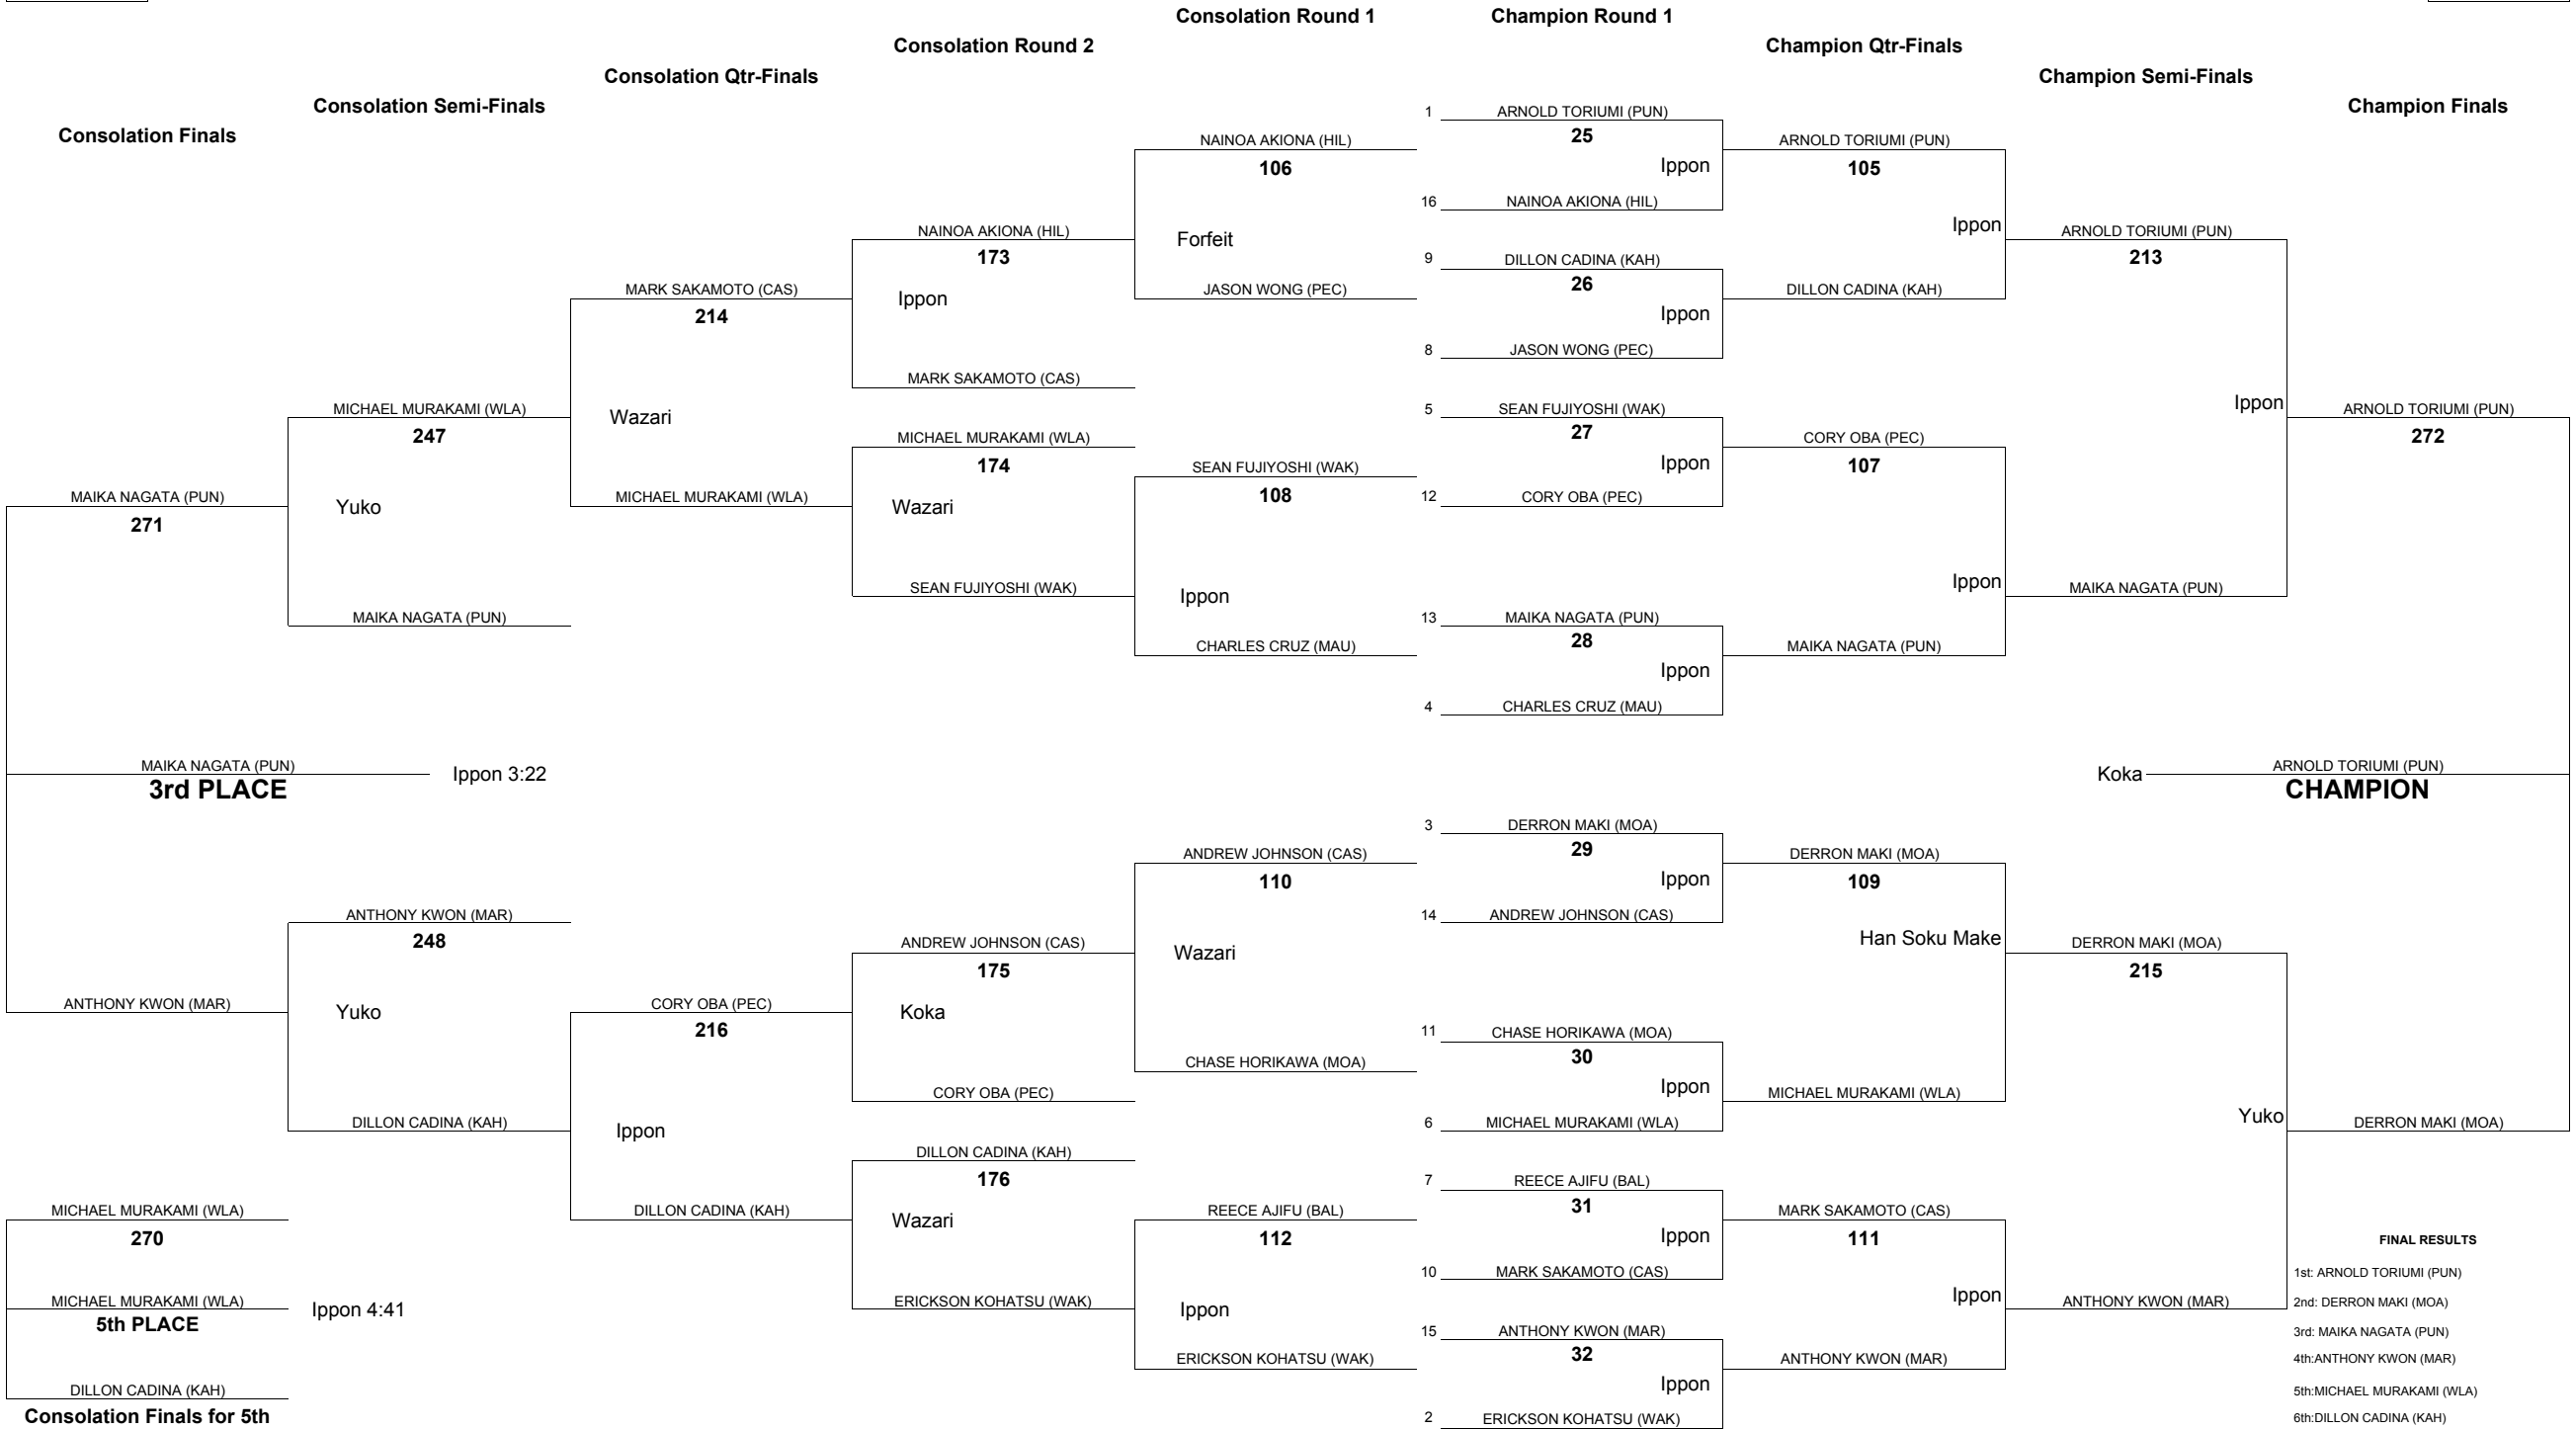 Consolation Round 1
Champion Round 1
Consolation Round 2
Champion Qtr-Finals
Consolation Qtr-Finals
Champion Semi-Finals
Consolation Semi-Finals
Champion Finals
Consolation Finals
MAIKA NAGATA (PUN)
271
MAIKA NAGATA (PUN)
3rd PLACE
Ippon 3:22
ANTHONY KWON (MAR)
MICHAEL MURAKAMI (WLA)
270
MICHAEL MURAKAMI (WLA)
5th PLACE
Ippon 4:41
DILLON CADINA (KAH)
Consolation Finals for 5th
MICHAEL MURAKAMI (WLA)
247
Yuko
MAIKA NAGATA (PUN)
ANTHONY KWON (MAR)
248
Yuko
DILLON CADINA (KAH)
MARK SAKAMOTO (CAS)
214
Wazari
MICHAEL MURAKAMI (WLA)
CORY OBA (PEC)
216
Ippon
DILLON CADINA (KAH)
NAINOA AKIONA (HIL)
173
Ippon
MARK SAKAMOTO (CAS)
MICHAEL MURAKAMI (WLA)
174
Wazari
SEAN FUJIYOSHI (WAK)
ANDREW JOHNSON (CAS)
175
Koka
CORY OBA (PEC)
DILLON CADINA (KAH)
176
Wazari
ERICKSON KOHATSU (WAK)
NAINOA AKIONA (HIL)
106
Forfeit
JASON WONG (PEC)
SEAN FUJIYOSHI (WAK)
108
Ippon
CHARLES CRUZ (MAU)
ANDREW JOHNSON (CAS)
110
Wazari
CHASE HORIKAWA (MOA)
REECE AJIFU (BAL)
112
Ippon
ERICKSON KOHATSU (WAK)
1 ARNOLD TORIUMI (PUN)
25
Ippon
16 NAINOA AKIONA (HIL)
9 DILLON CADINA (KAH)
26
Ippon
8 JASON WONG (PEC)
5 SEAN FUJIYOSHI (WAK)
27
Ippon
12 CORY OBA (PEC)
13 MAIKA NAGATA (PUN)
28
Ippon
4 CHARLES CRUZ (MAU)
3 DERRON MAKI (MOA)
29
Ippon
14 ANDREW JOHNSON (CAS)
11 CHASE HORIKAWA (MOA)
30
Ippon
6 MICHAEL MURAKAMI (WLA)
7 REECE AJIFU (BAL)
31
Ippon
10 MARK SAKAMOTO (CAS)
15 ANTHONY KWON (MAR)
32
Ippon
2 ERICKSON KOHATSU (WAK)
ARNOLD TORIUMI (PUN)
105
Ippon
DILLON CADINA (KAH)
CORY OBA (PEC)
107
Ippon
MAIKA NAGATA (PUN)
DERRON MAKI (MOA)
109
Han Soku Make
MICHAEL MURAKAMI (WLA)
MARK SAKAMOTO (CAS)
111
Ippon
ANTHONY KWON (MAR)
ARNOLD TORIUMI (PUN)
213
Ippon
MAIKA NAGATA (PUN)
DERRON MAKI (MOA)
215
Yuko
ANTHONY KWON (MAR)
ARNOLD TORIUMI (PUN)
272
Koka
ARNOLD TORIUMI (PUN)
CHAMPION
DERRON MAKI (MOA)
FINAL RESULTS
1st: ARNOLD TORIUMI (PUN)
2nd: DERRON MAKI (MOA)
3rd: MAIKA NAGATA (PUN)
4th:ANTHONY KWON (MAR)
5th:MICHAEL MURAKAMI (WLA)
6th:DILLON CADINA (KAH)